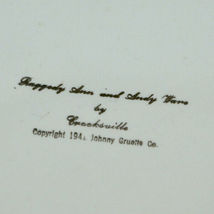 Raggedy Ann and Andy Ware
by
Crooksville
Copyright 194. Johnny Gruelle Co.